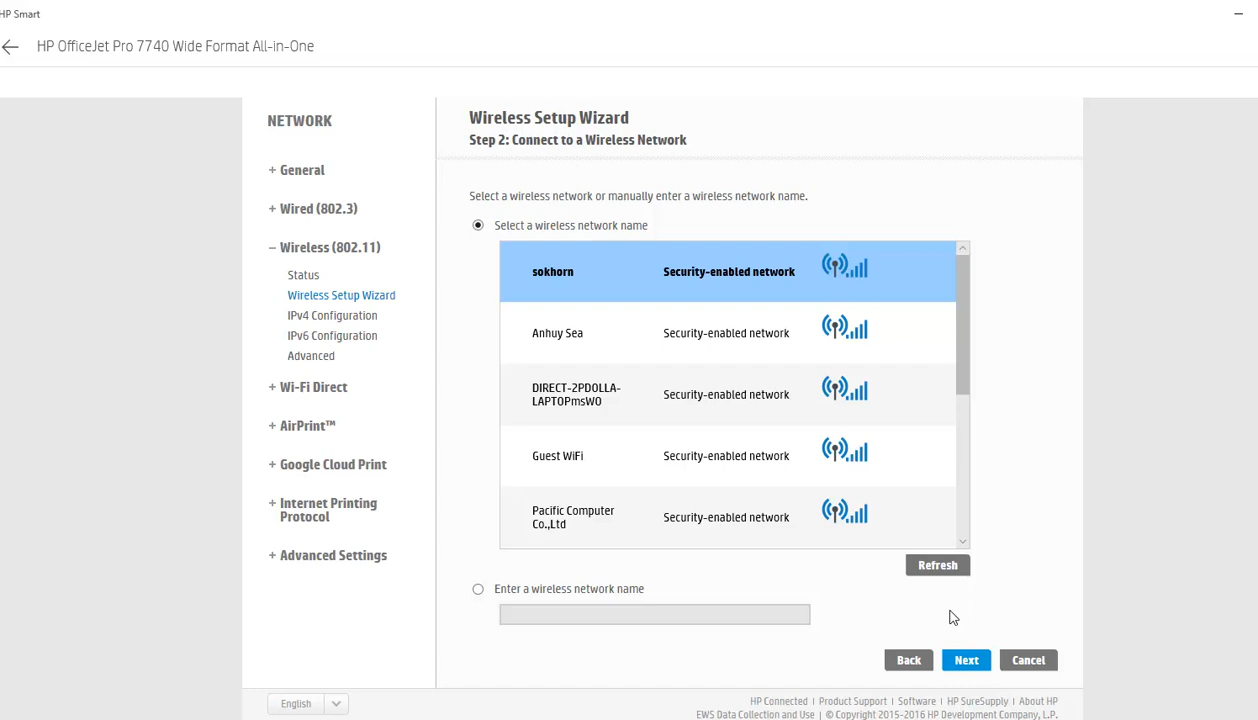 HP Smart
HP OfficeJet Pro 7740 Wide Format All-in-One
NETWORK
+ General
+ Wired (802.3)
– Wireless (802.11)
Status
Wireless Setup Wizard
IPv4 Configuration
IPv6 Configuration
Advanced
+ Wi-Fi Direct
+ AirPrint™
+ Google Cloud Print
+ Internet Printing
Protocol
+ Advanced Settings
Wireless Setup Wizard
Step 2: Connect to a Wireless Network
Select a wireless network or manually enter a wireless network name.
Select a wireless network name
sokhorn Security-enabled network
Anhuy Sea Security-enabled network
DIRECT-2PDOLLA-
LAPTOPmsWO Security-enabled network
Guest WiFi Security-enabled network
Pacific Computer
Co.,Ltd Security-enabled network
Refresh
Enter a wireless network name
Back Next Cancel
English
HP Connected | Product Support | Software | HP SureSupply | About HP
EWS Data Collection and Use | © Copyright 2015-2016 HP Development Company, L.P.